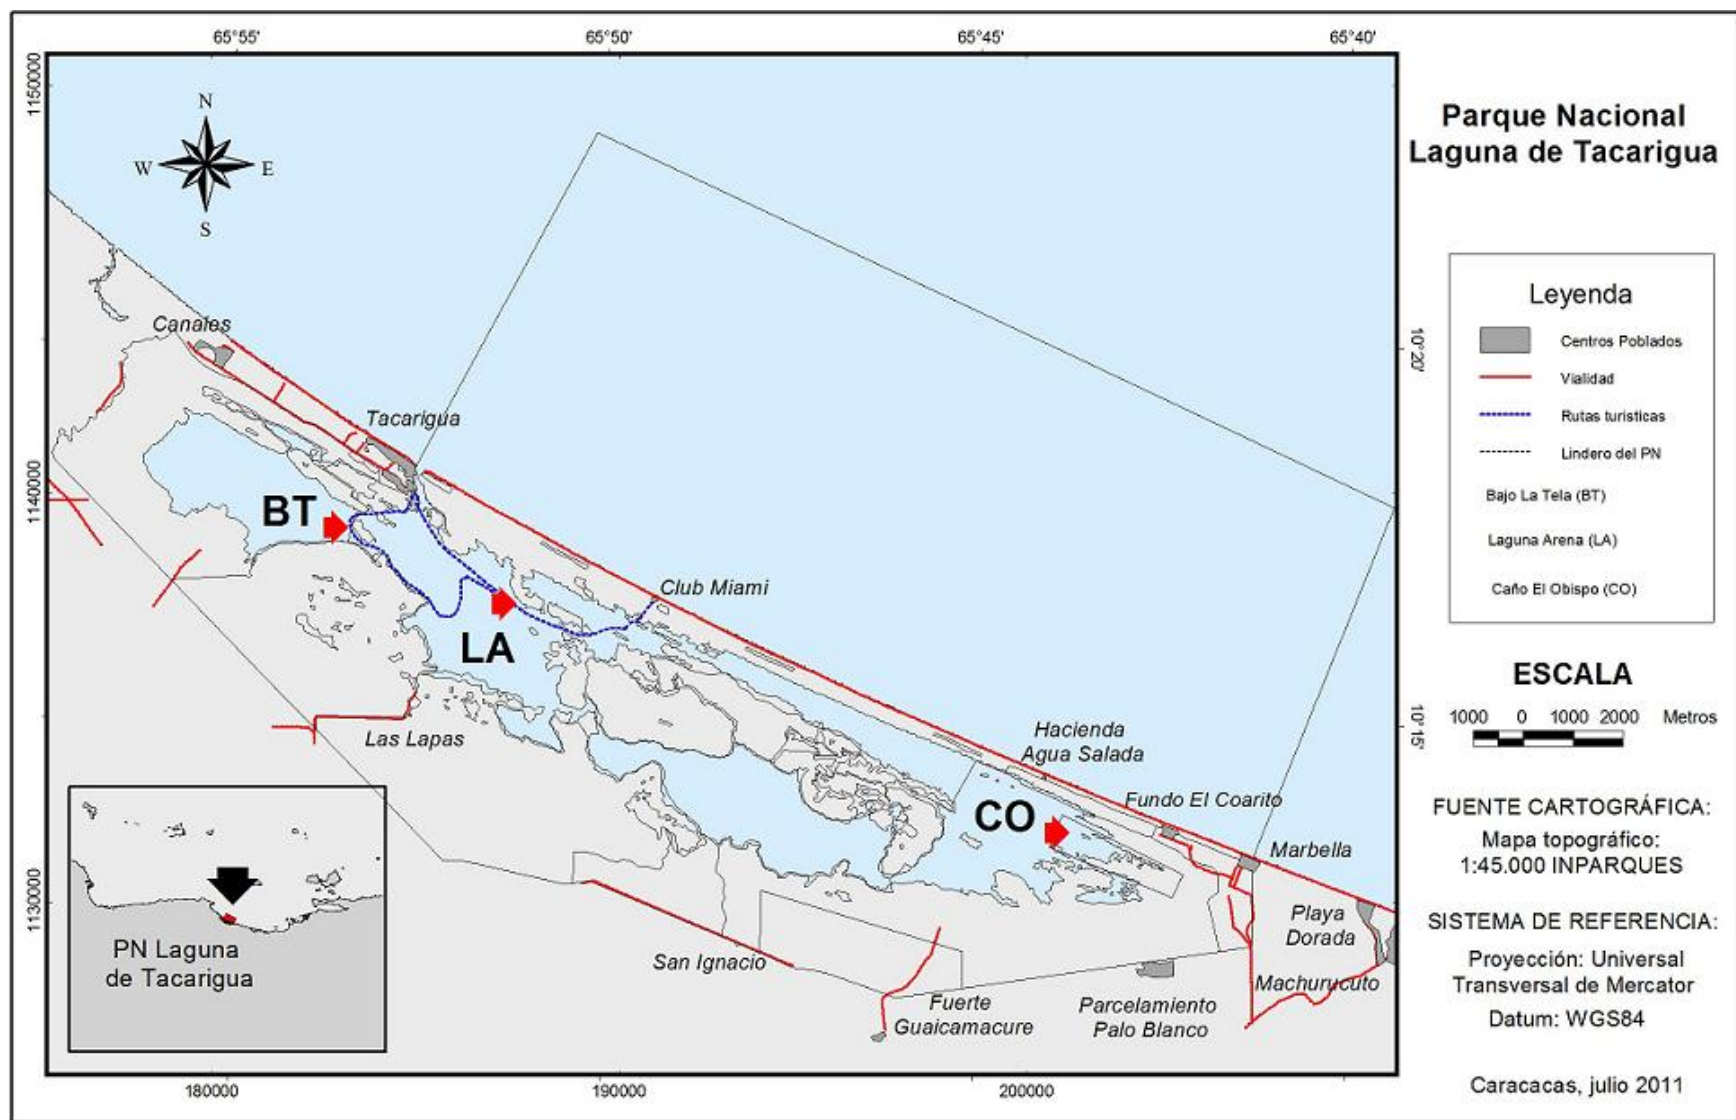 65°55'
65°50'
65°45'
65°40'
1150000
1140000
1130000
N
W
E
S
Canales
Tacarigua
BT
LA
Club Miami
Las Lapas
Hacienda
Agua Salada
CO
Fundo El Coarito
Marbella
Playa
Dorada
Machurucuto
San Ignacio
Fuerte
Guaicamacure
Parcelamiento
Palo Blanco
PN Laguna
de Tacarigua
10°20'
10°15'
180000
190000
200000
Parque Nacional
Laguna de Tacarigua
Leyenda
Centros Poblados
Vialidad
Rutas turisticas
Lindero del PN
Bajo La Tela (BT)
Laguna Arena (LA)
Caño El Obispo (CO)
ESCALA
1000 0 1000 2000 Metros
FUENTE CARTOGRÁFICA:
Mapa topográfico:
1:45.000 INPARQUES
SISTEMA DE REFERENCIA:
Proyección: Universal
Transversal de Mercator
Datum: WGS84
Caracacas, julio 2011